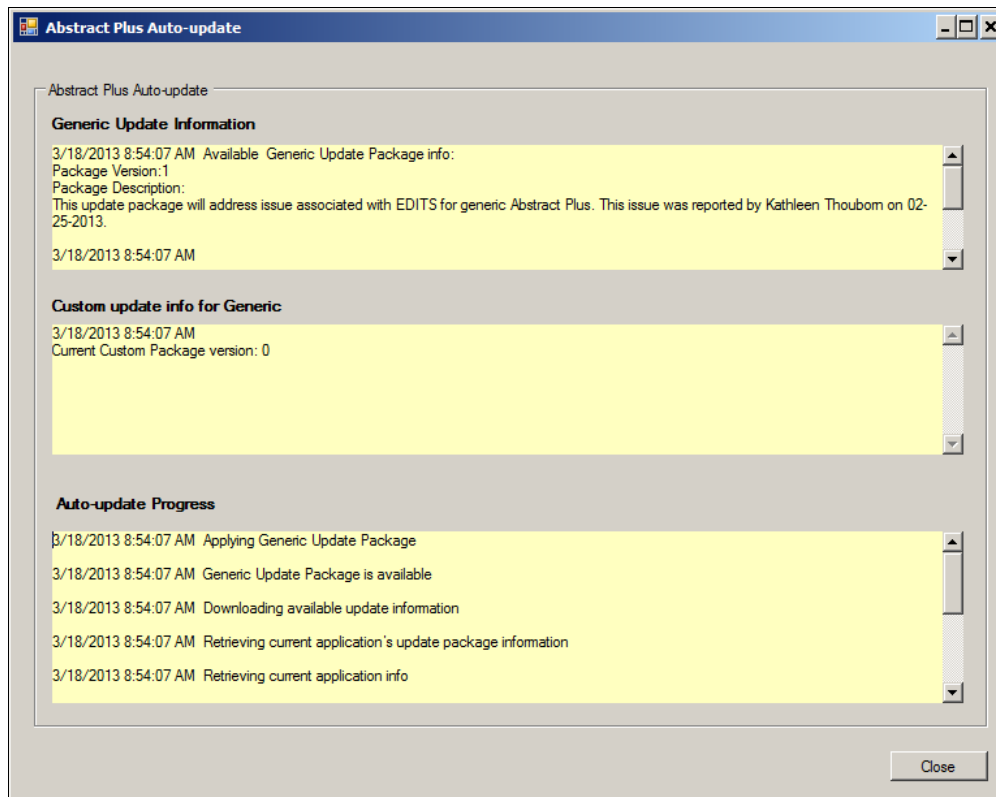 Abstract Plus Auto-update
Abstract Plus Auto-update
Generic Update Information
3/18/2013 8:54:07 AM Available Generic Update Package info:
Package Version:1
Package Description:
This update package will address issue associated with EDITS for generic Abstract Plus. This issue was reported by Kathleen Thoubom on 02-
25-2013.
3/18/2013 8:54:07 AM
Custom update info for Generic
3/18/2013 8:54:07 AM
Current Custom Package version: 0
Auto-update Progress
3/18/2013 8:54:07 AM Applying Generic Update Package
3/18/2013 8:54:07 AM Generic Update Package is available
3/18/2013 8:54:07 AM Downloading available update information
3/18/2013 8:54:07 AM Retrieving current application's update package information
3/18/2013 8:54:07 AM Retrieving current application info
Close